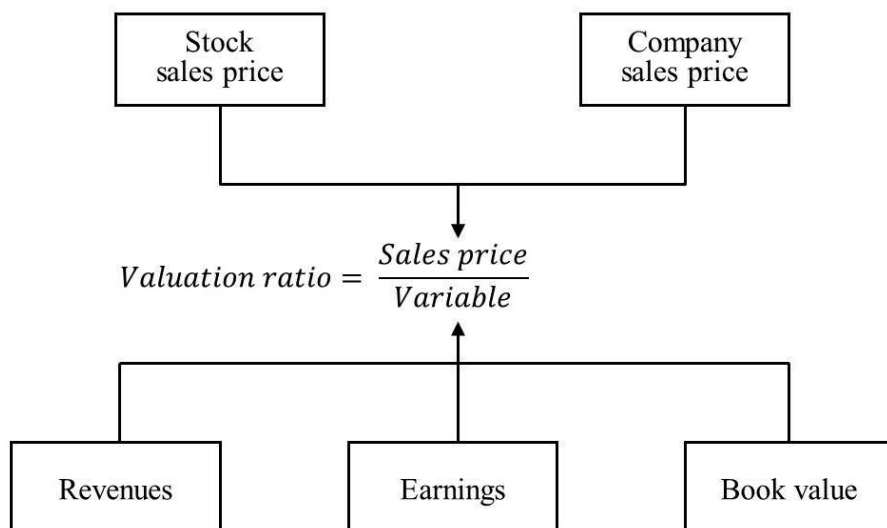 Stock
sales price
Company
sales price
Valuation ratio = Sales price
Variable
Revenues
Earnings
Book value